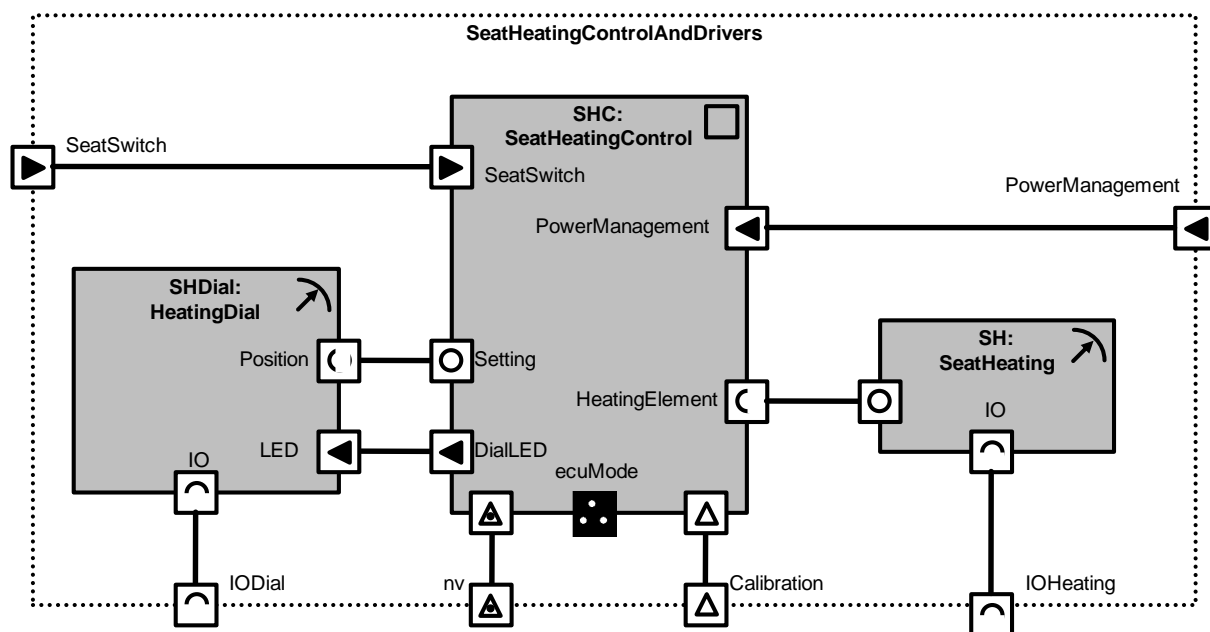 SeatHeatingControlAndDrivers
SHC:
SeatHeatingControl
SeatSwitch
SeatSwitch
PowerManagement
PowerManagement
SHDial:
HeatingDial
Position
Setting
SH:
SeatHeating
HeatingElement
IO
LED
DialLED
IO
ecuMode
IODial
nv
Calibration
IOHeating